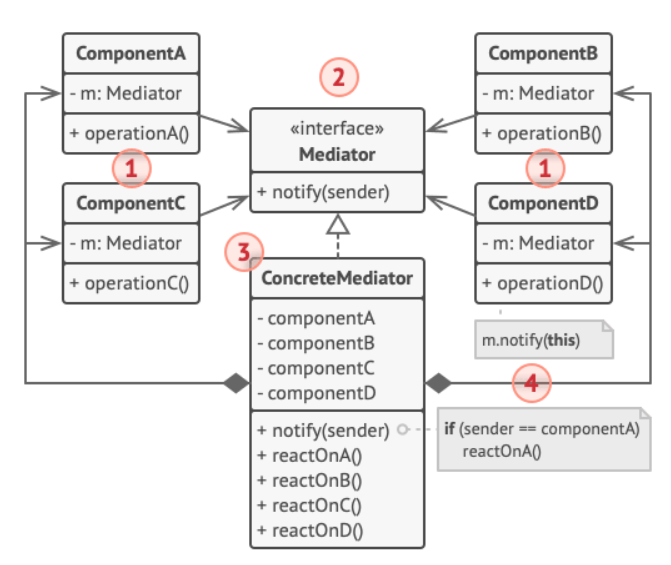 ComponentA
- m: Mediator
+ operationA()
ComponentB
- m: Mediator
+ operationB()
2
«interface»
Mediator
+ notify(sender)
1
1
ComponentC
- m: Mediator
+ operationC()
ComponentD
- m: Mediator
+ operationD()
3
ConcreteMediator
- componentA
- componentB
- componentC
- componentD
+ notify(sender)
+ reactOnA()
+ reactOnB()
+ reactOnC()
+ reactOnD()
m.notify(this)
4
if (sender == componentA)
reactOnA()